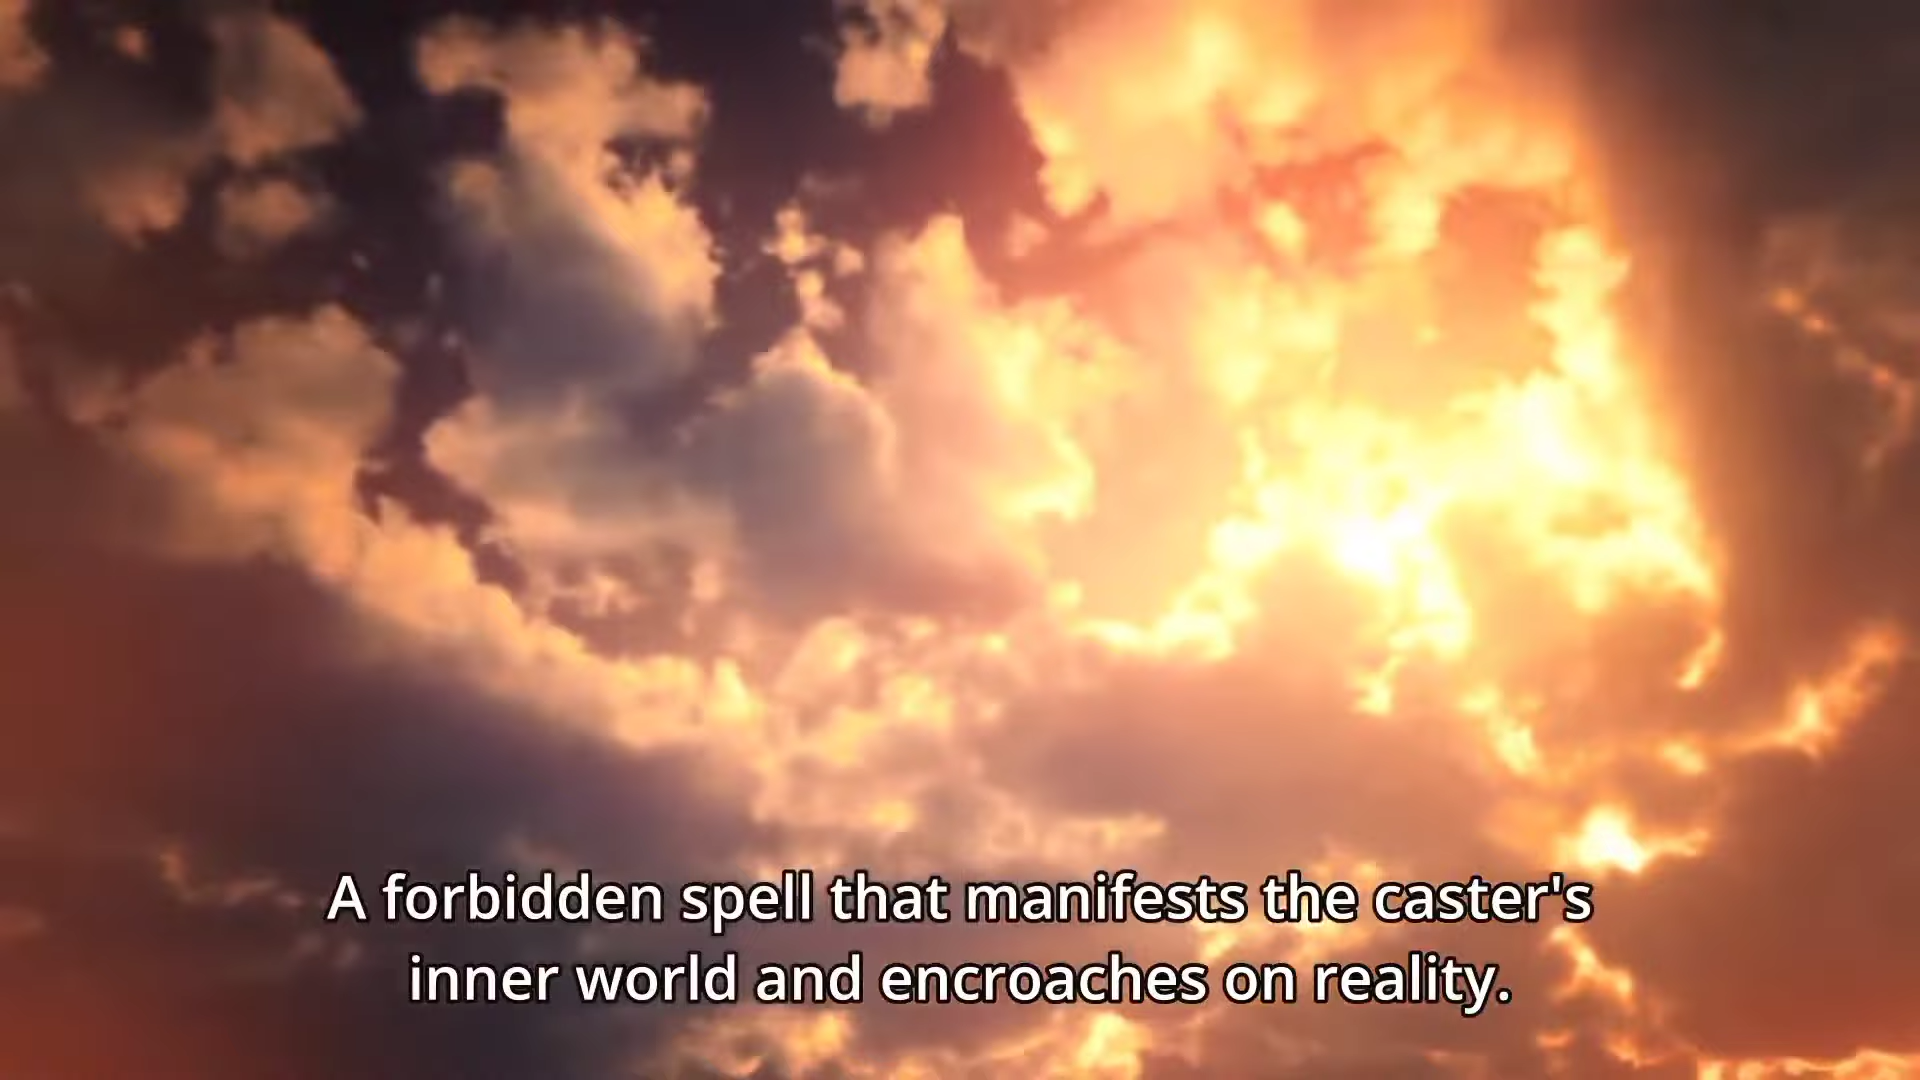 A forbidden spell that manifests the caster's
inner world and encroaches on reality.